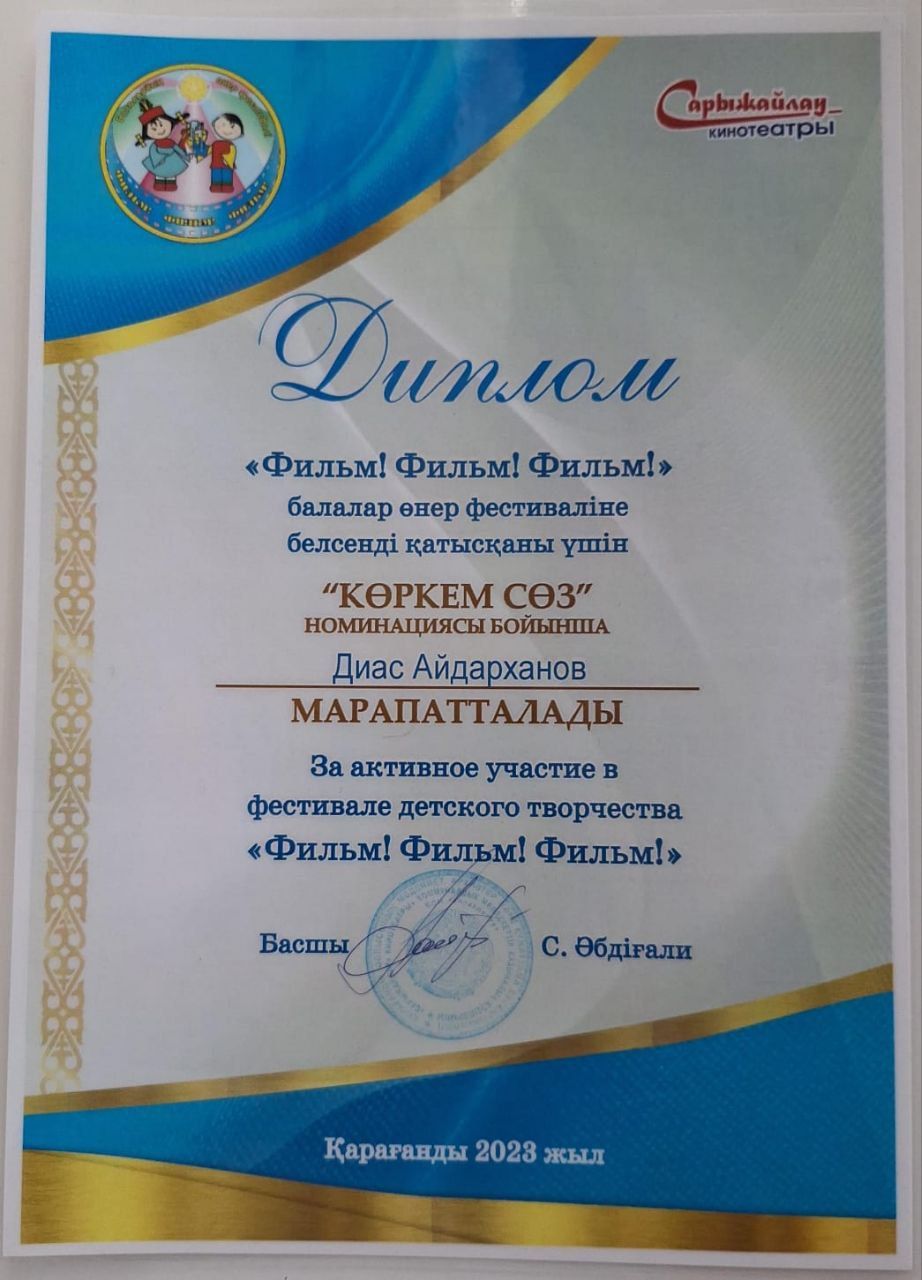 Сарыжайлау
кинотеатры
Диплом
«Фильм! Фильм! Фильм!»
балалар өнер фестиваліне
белсенді қатысқаны үшін
“КӨРКЕМ СӨЗ”
НОМИНАЦИЯСЫ БОЙЫНША
Диас Айдарханов
МАРАПАТТАЛАДЫ
За активное участие в
фестивале детского творчества
«Фильм! Фильм! Фильм!»
Басшы С. Әбдіғали
Қарағанды 2023 жыл